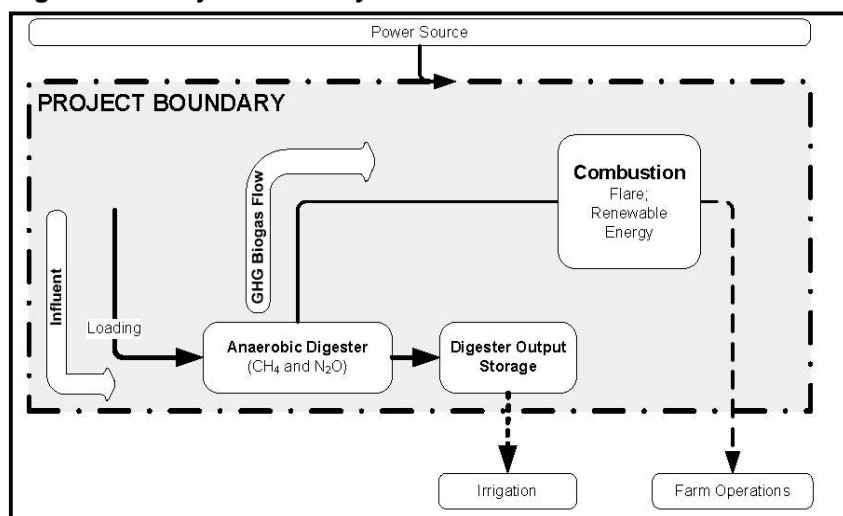 Power Source
PROJECT BOUNDARY
Combustion
Flare;
Renewable
Energy
GHG Biogas Flow
Influent
Loading
Anaerobic Digester
(CH₄ and N₂O)
Digester Output
Storage
Irrigation
Farm Operations